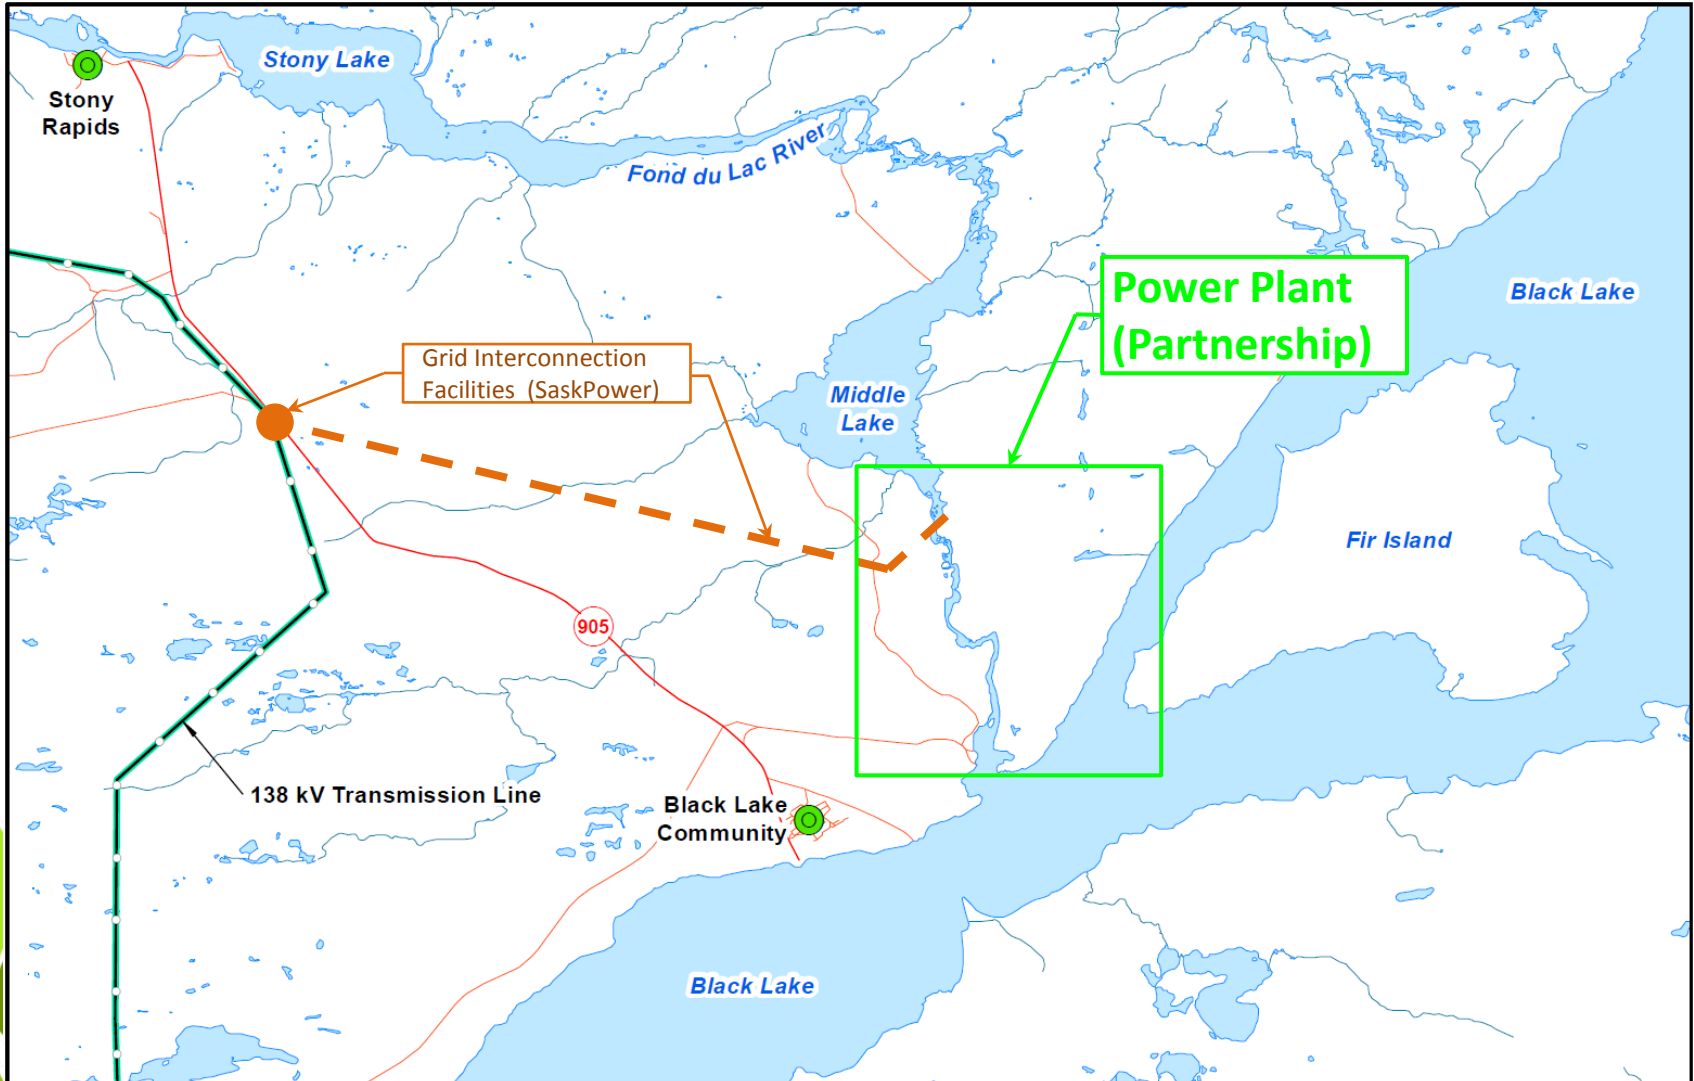 Stony Lake
Stony
Rapids
Fond du Lac River
Power Plant
(Partnership)
Black Lake
Grid Interconnection
Facilities (SaskPower)
Middle
Lake
Fir Island
905
138 kV Transmission Line
Black Lake
Community
Black Lake